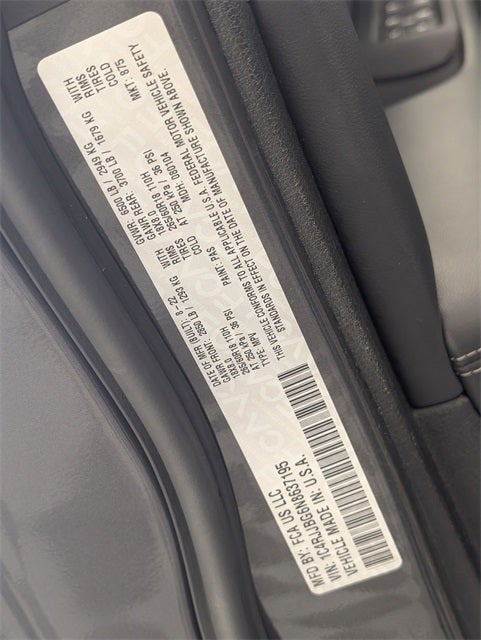 MFD BY: FCA US LLC
VIN: 1C4RJJBG6N8637195
VEHICLE MADE IN: U.S.A.
DATE OF MFR (BUILT): 8-22 GVWR: 6500 LB / 2949 KG WITH
GAWR FRONT: 2850 LB / 1293 KG WITH GAWR REAR: 3700 LB / 1679 KG RIMS
265/60R18 110H RIMS 18X8.0 TIRES
18X8.0 TIRES 265/60R18 110H COLD
AT 250 kPa / 36 PSI COLD AT 250 kPa / 36 PSI
TYPE: MPV PAINT: PAS MDH: 080104 MKT: 875
THIS VEHICLE CONFORMS TO ALL APPLICABLE U.S.A. FEDERAL MOTOR VEHICLE SAFETY
STANDARDS IN EFFECT ON THE DATE OF MANUFACTURE SHOWN ABOVE.